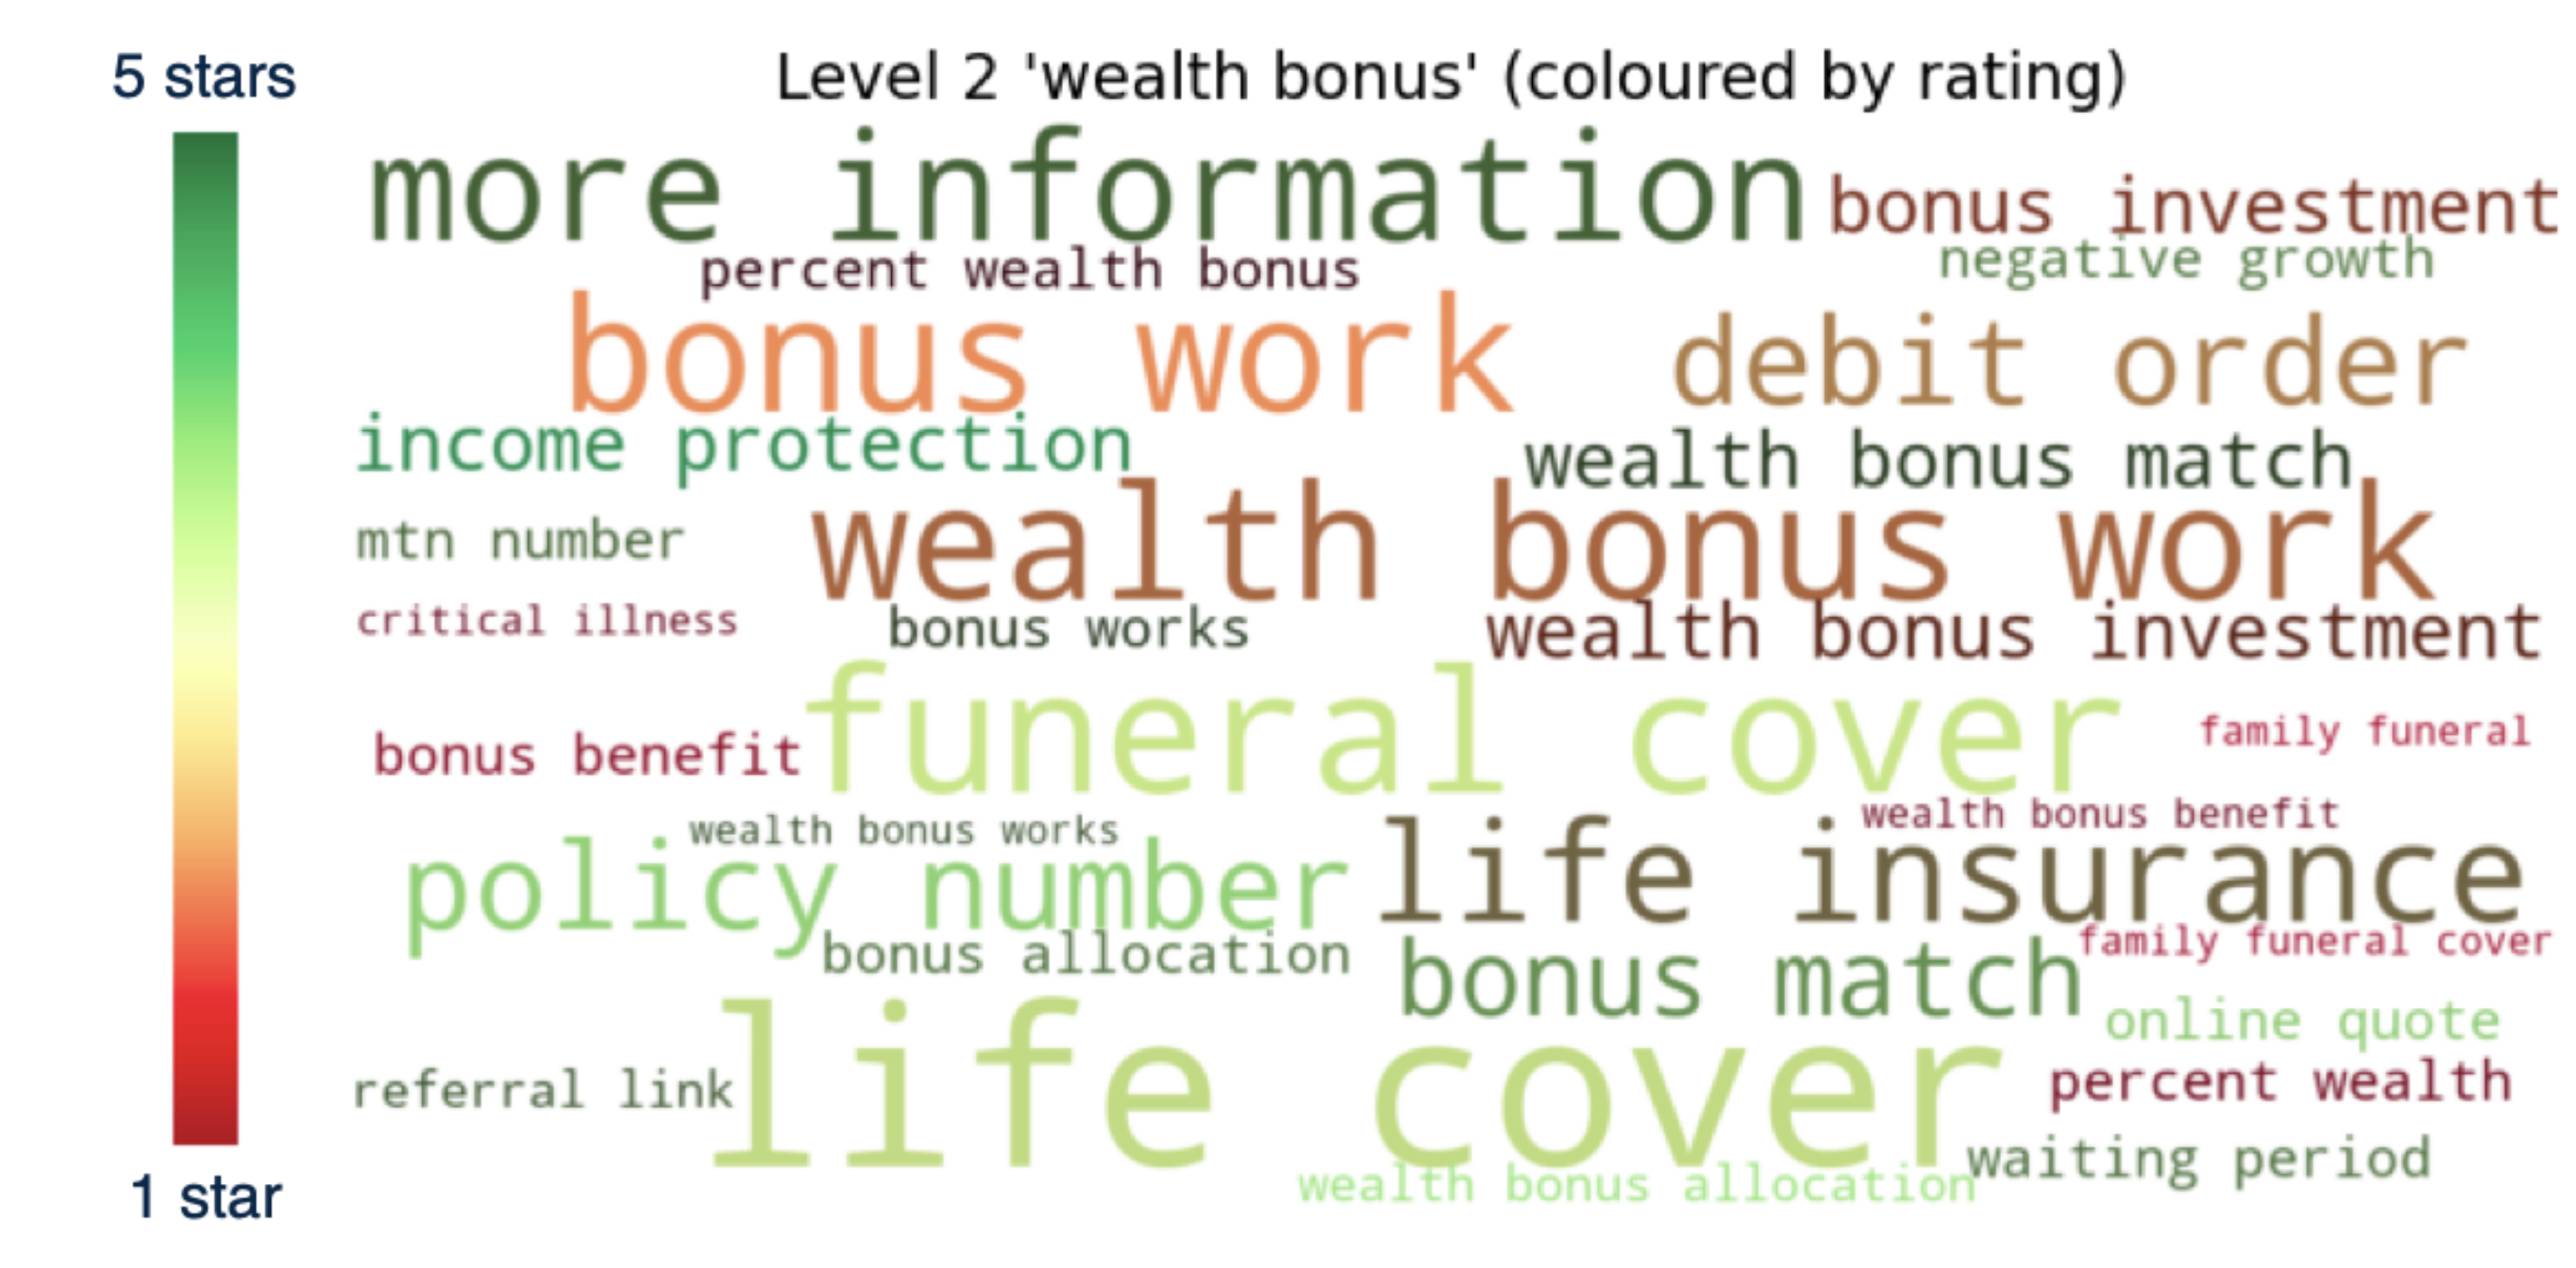 5 stars
Level 2 'wealth bonus' (coloured by rating)
more information
bonus investment
percent wealth bonus
negative growth
bonus work
debit order
income protection
wealth bonus match
mtn number
wealth bonus work
critical illness
bonus works
wealth bonus investment
funeral cover
bonus benefit
family funeral
wealth bonus works
wealth bonus benefit
policy number
life insurance
bonus allocation
bonus match
family funeral cover
online quote
referral link
life cover
percent wealth
waiting period
wealth bonus allocation
1 star